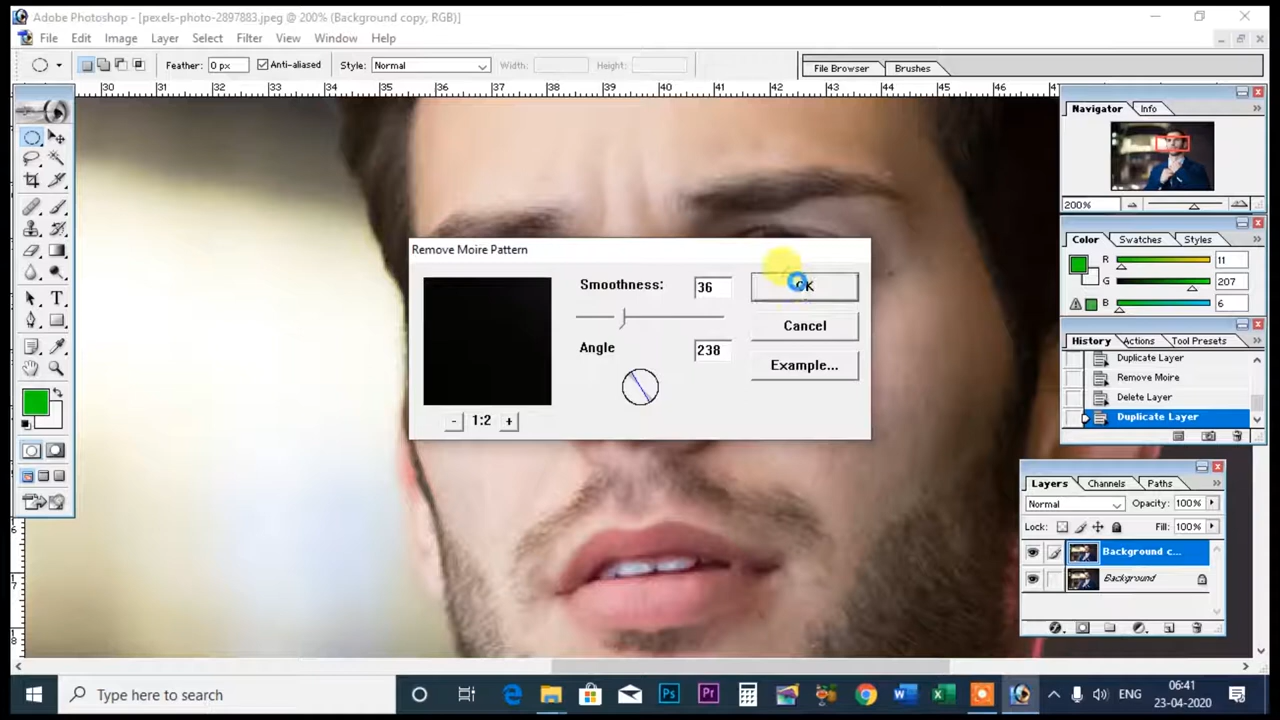 Adobe Photoshop - [pexels-photo-2897883.jpeg @ 200% (Background copy, RGB)]
File Edit Image Layer Select Filter View Window Help
Feather: 0 px Anti-aliased Style: Normal Width: Height: File Browser Brushes
30 31 32 33 34 35 36 37 38 39 40 41 42 43 44 45 46
Navigator Info
200%
Color Swatches Styles
R 11
G 207
B 6
History Actions Tool Presets
Duplicate Layer
Remove Moire
Delete Layer
Duplicate Layer
Layers Channels Paths
Normal Opacity: 100%
Lock: Fill: 100%
Background c...
Background
Remove Moire Pattern
Smoothness: 36 OK
Cancel
Angle 238
Example...
- 1:2 +
Type here to search
ENG
06:41
23-04-2020